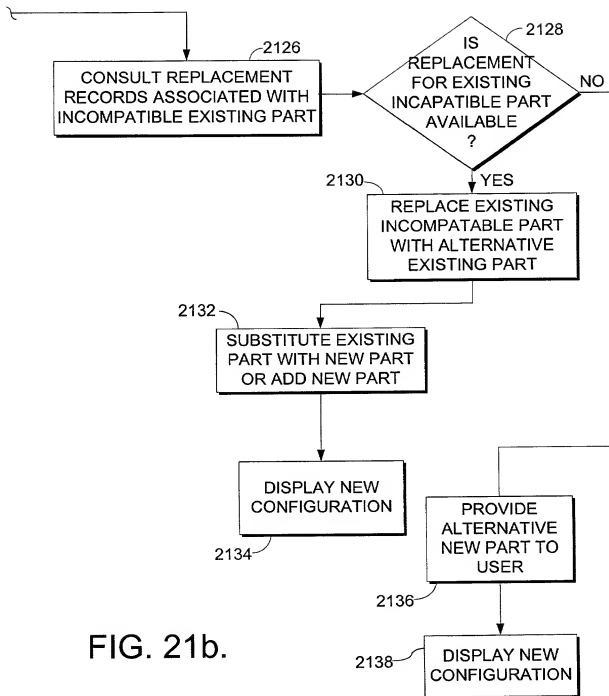 2126
CONSULT REPLACEMENT
RECORDS ASSOCIATED WITH
INCOMPATIBLE EXISTING PART
2128
IS
REPLACEMENT
FOR EXISTING
INCAPATIBLE PART
AVAILABLE
?
NO
YES
2130
REPLACE EXISTING
INCOMPATABLE PART
WITH ALTERNATIVE
EXISTING PART
2132
SUBSTITUTE EXISTING
PART WITH NEW PART
OR ADD NEW PART
DISPLAY NEW
CONFIGURATION
2134
PROVIDE
ALTERNATIVE
NEW PART TO
USER
2136
DISPLAY NEW
CONFIGURATION
2138
FIG. 21b.